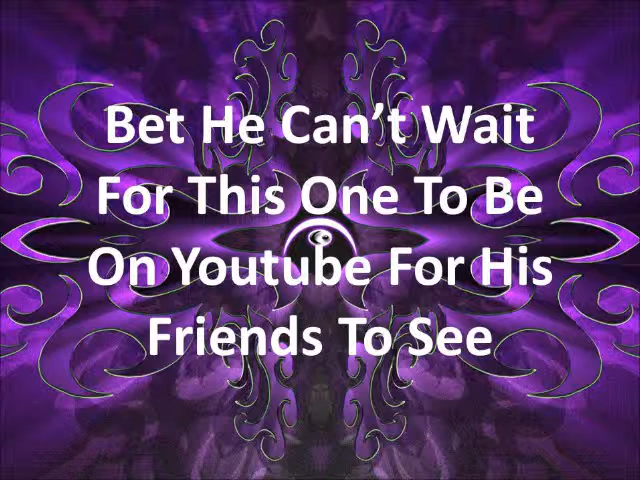 Bet He Can’t Wait
For This One To Be
On Youtube For His
Friends To See